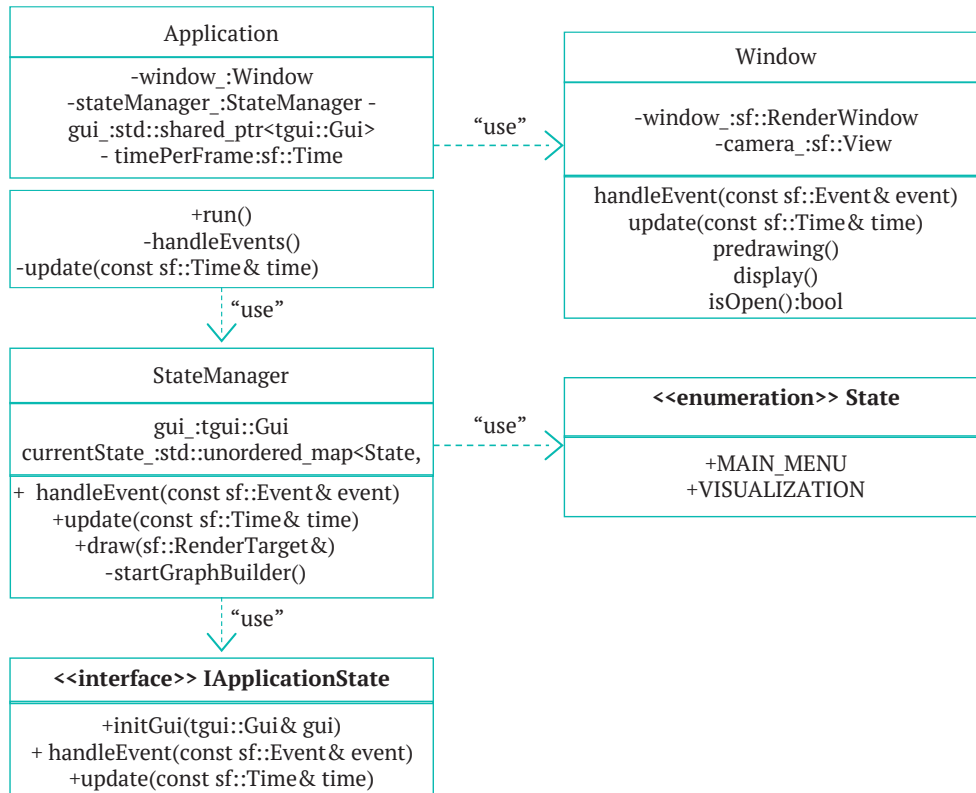 Application
-window_:Window
-stateManager_:StateManager -
gui_:std::shared_ptr<tgui::Gui>
- timePerFrame:sf::Time
+run()
-handleEvents()
-update(const sf::Time& time)
“use”
Window
-window_:sf::RenderWindow
-camera_:sf::View
handleEvent(const sf::Event& event)
update(const sf::Time& time)
predrawing()
display()
isOpen():bool
“use”
StateManager
gui_:tgui::Gui
currentState_:std::unordered_map<State,
+ handleEvent(const sf::Event& event)
+update(const sf::Time& time)
+draw(sf::RenderTarget&)
-startGraphBuilder()
“use”
<<enumeration>> State
+MAIN_MENU
+VISUALIZATION
“use”
<<interface>> IApplicationState
+initGui(tgui::Gui& gui)
+ handleEvent(const sf::Event& event)
+update(const sf::Time& time)